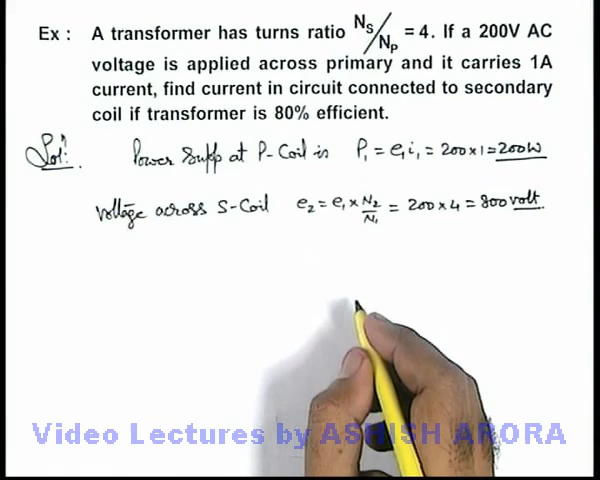 Ex : A transformer has turns ratio Ns/Np = 4. If a 200V AC
voltage is applied across primary and it carries 1A
current, find current in circuit connected to secondary
coil if transformer is 80% efficient.
Solⁿ. Power Supp at P-Coil is P₁ = e₁i₁ = 200×1 = 200W
Voltage across S-Coil e₂ = e₁ × N₂/N₁ = 200 × 4 = 800 volt.
Video Lectures by ASHISH ARORA